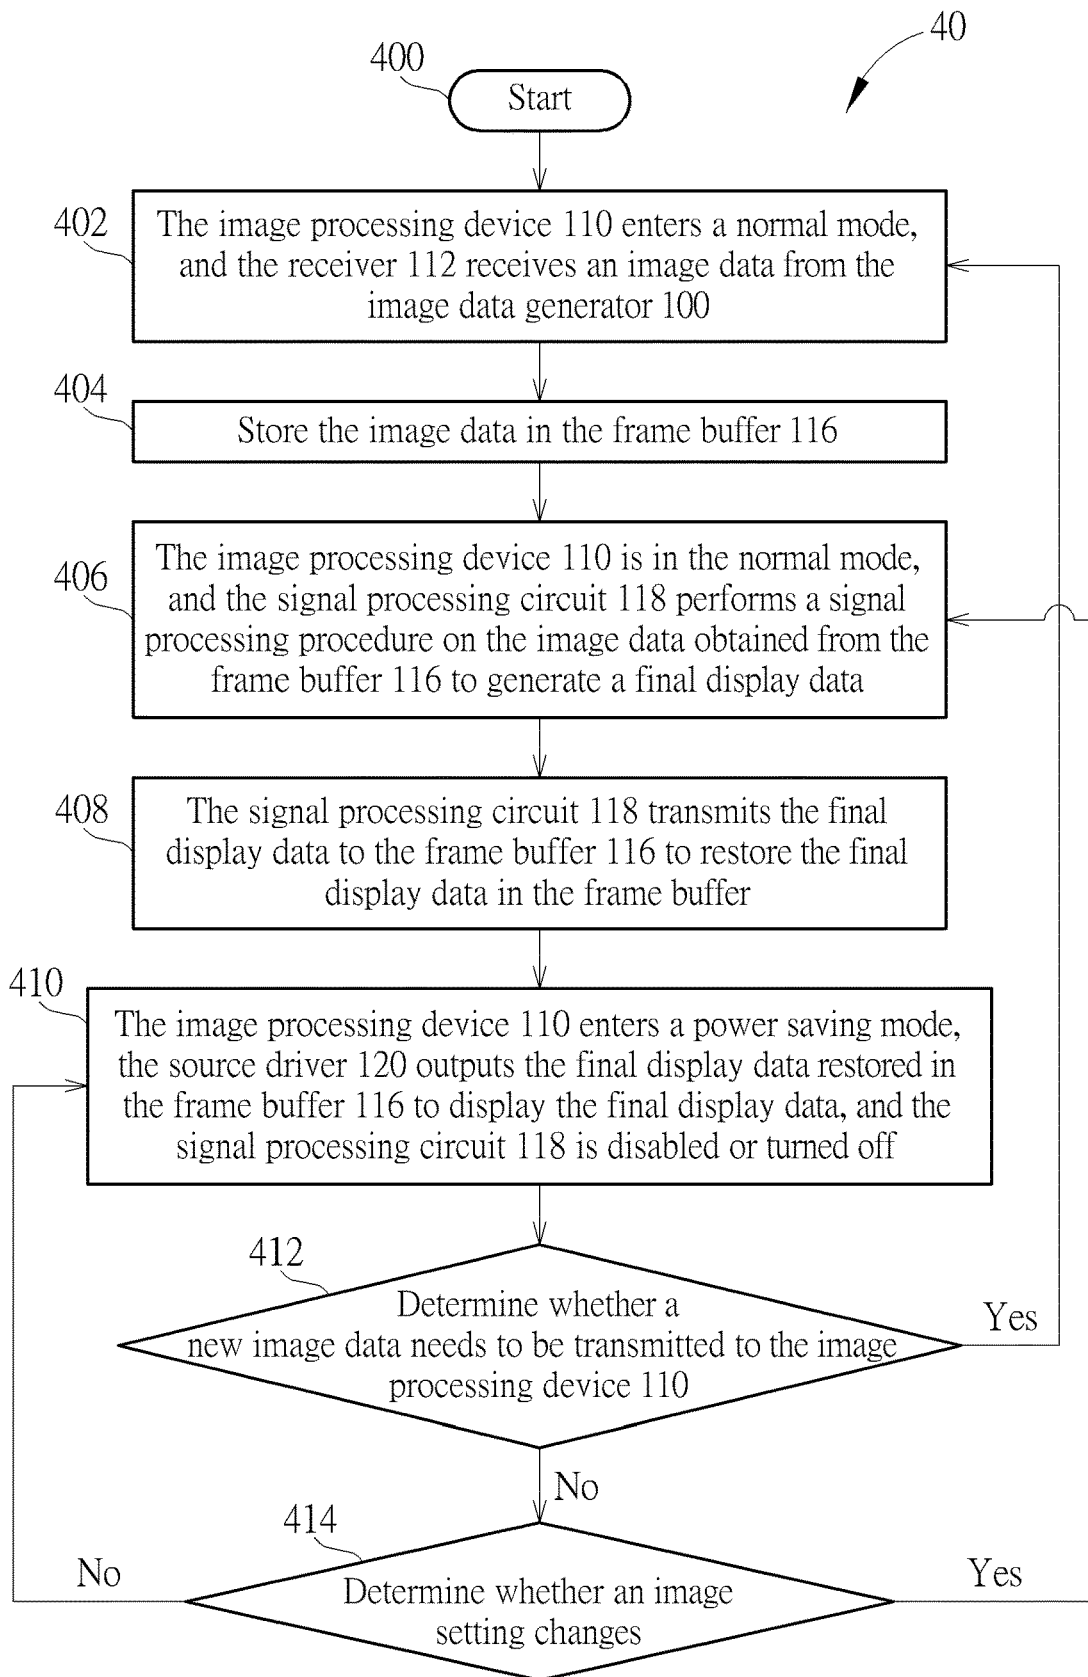 40
400
Start
402
The image processing device 110 enters a normal mode,
and the receiver 112 receives an image data from the
image data generator 100
404
Store the image data in the frame buffer 116
406
The image processing device 110 is in the normal mode,
and the signal processing circuit 118 performs a signal
processing procedure on the image data obtained from the
frame buffer 116 to generate a final display data
408
The signal processing circuit 118 transmits the final
display data to the frame buffer 116 to restore the final
display data in the frame buffer
410
The image processing device 110 enters a power saving mode,
the source driver 120 outputs the final display data restored in
the frame buffer 116 to display the final display data, and the
signal processing circuit 118 is disabled or turned off
412
Determine whether a
new image data needs to be transmitted to the image
processing device 110
Yes
No
414
Determine whether an image
setting changes
No
Yes